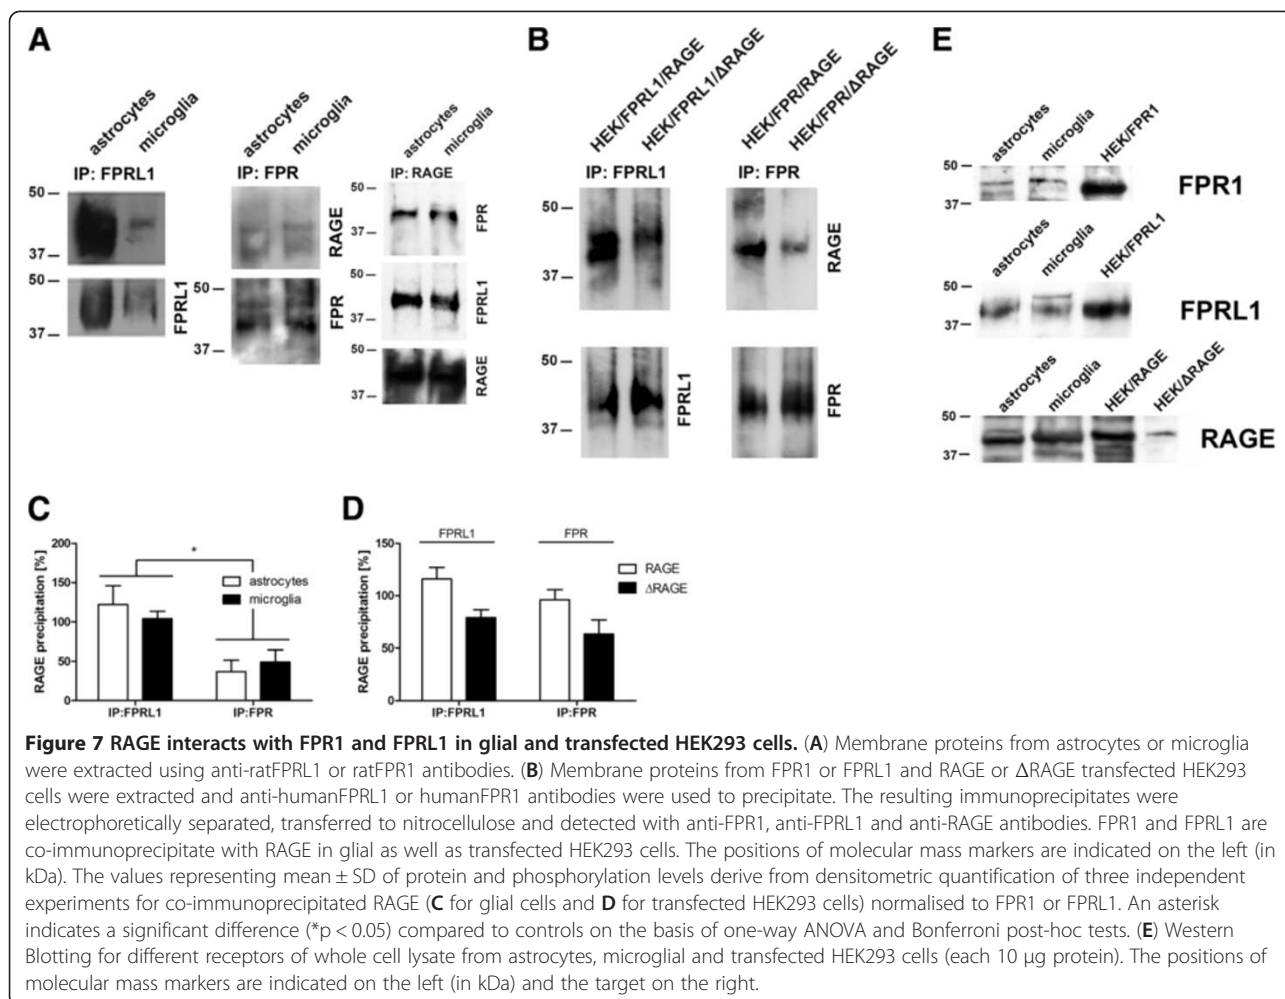 A
astrocytes
microglia
IP: FPRL1
50
37
50
37
FPRL1
astrocytes
microglia
IP: FPR
RAGE
50
37
FPR
astrocytes
microglia
IP: RAGE
50
37
FPR
50
37
FPRL1
50
37
RAGE
B
HEK/FPRL1/RAGE
HEK/FPRL1/ΔRAGE
IP: FPRL1
50
37
50
37
FPRL1
HEK/FPR/RAGE
HEK/FPR/ΔRAGE
IP: FPR
RAGE
FPR
E
astrocytes
microglia
HEK/FPR1
50
37
FPR1
astrocytes
microglia
HEK/FPRL1
50
37
FPRL1
astrocytes
microglia
HEK/RAGE
HEK/ΔRAGE
50
37
RAGE
C
RAGE precipitation [%]
200
150
100
50
0
*
astrocytes
microglia
IP:FPRL1
IP:FPR
D
RAGE precipitation [%]
150
100
50
0
FPRL1
FPR
RAGE
ΔRAGE
IP:FPRL1
IP:FPR
Figure 7 RAGE interacts with FPR1 and FPRL1 in glial and transfected HEK293 cells. (A) Membrane proteins from astrocytes or microglia
were extracted using anti-ratFPRL1 or ratFPR1 antibodies. (B) Membrane proteins from FPR1 or FPRL1 and RAGE or ΔRAGE transfected HEK293
cells were extracted and anti-humanFPRL1 or humanFPR1 antibodies were used to precipitate. The resulting immunoprecipitates were
electrophoretically separated, transferred to nitrocellulose and detected with anti-FPR1, anti-FPRL1 and anti-RAGE antibodies. FPR1 and FPRL1 are
co-immunoprecipitate with RAGE in glial as well as transfected HEK293 cells. The positions of molecular mass markers are indicated on the left (in
kDa). The values representing mean ± SD of protein and phosphorylation levels derive from densitometric quantification of three independent
experiments for co-immunoprecipitated RAGE (C for glial cells and D for transfected HEK293 cells) normalised to FPR1 or FPRL1. An asterisk
indicates a significant difference (*p < 0.05) compared to controls on the basis of one-way ANOVA and Bonferroni post-hoc tests. (E) Western
Blotting for different receptors of whole cell lysate from astrocytes, microglial and transfected HEK293 cells (each 10 μg protein). The positions of
molecular mass markers are indicated on the left (in kDa) and the target on the right.